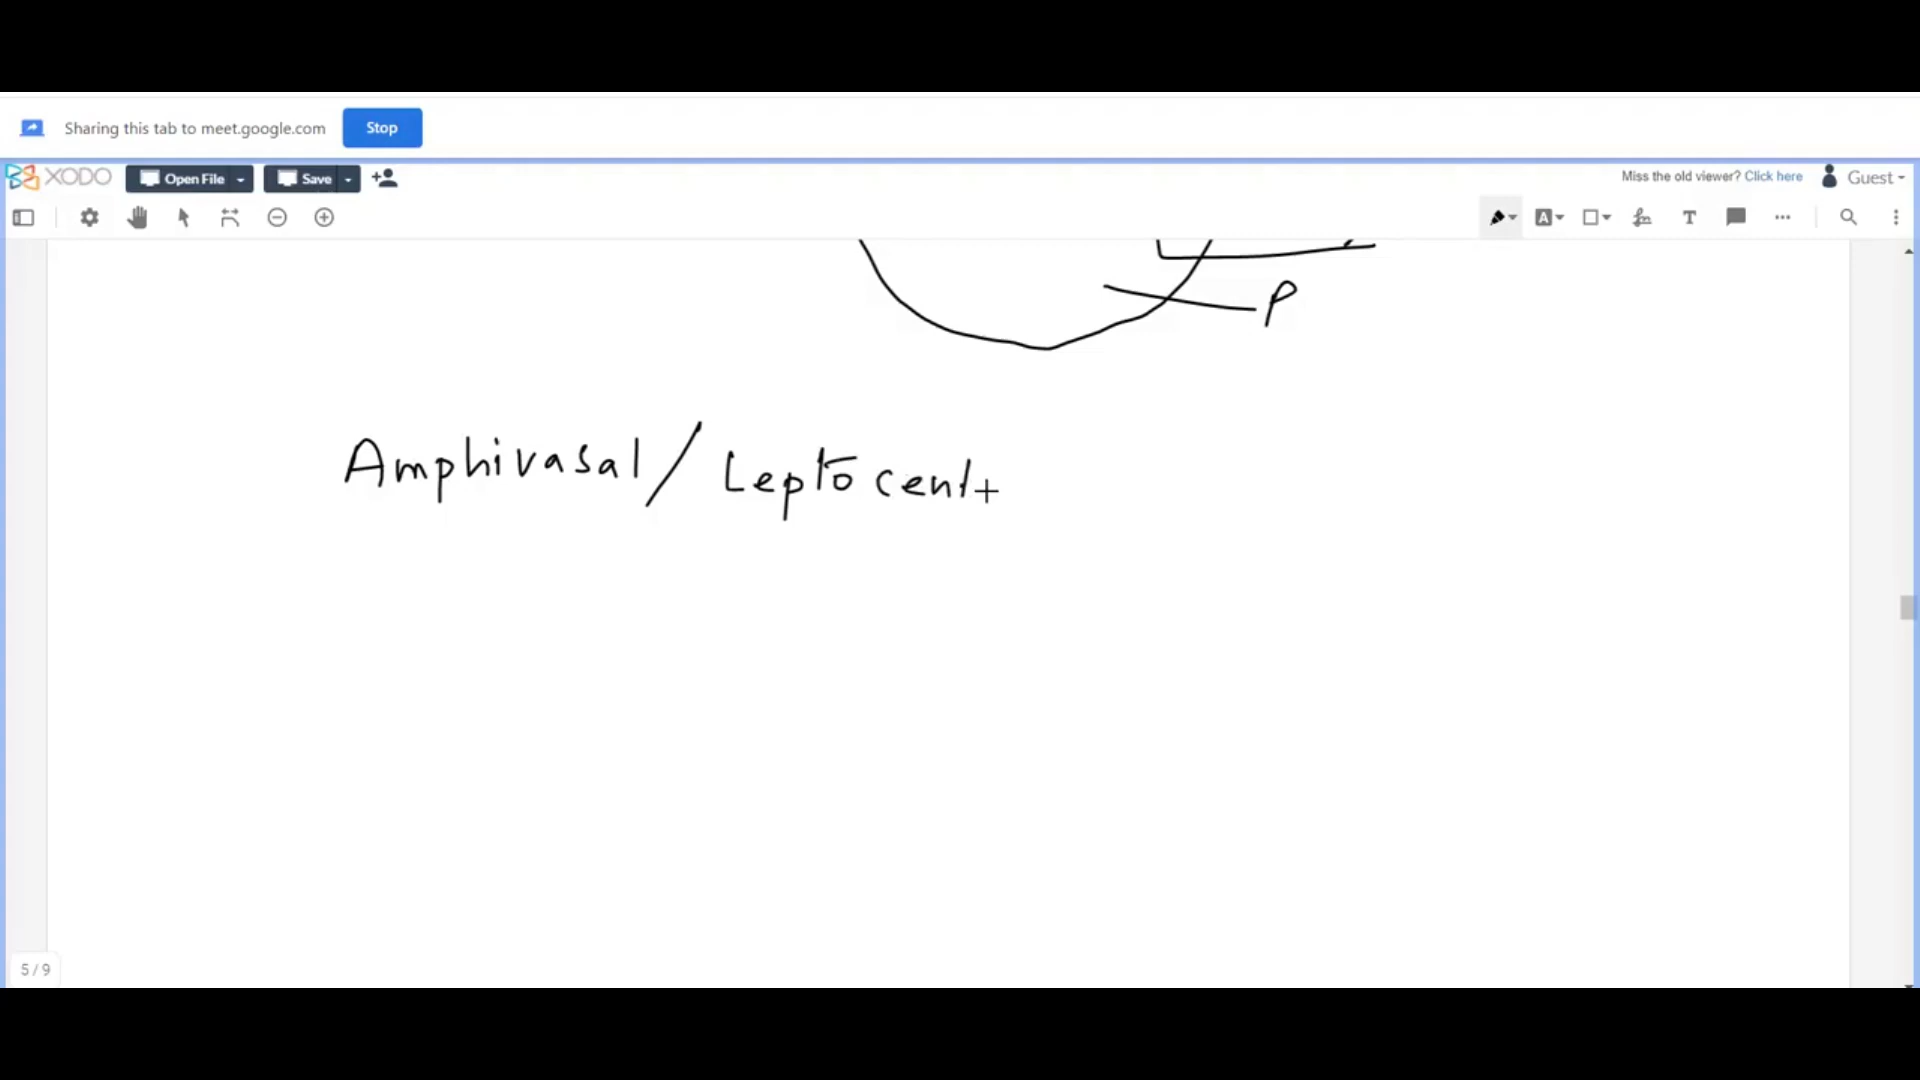 Sharing this tab to meet.google.com Stop
XODO Open File Save Miss the old viewer? Click here Guest
P
Amphivasal / Leptocent
5 / 9